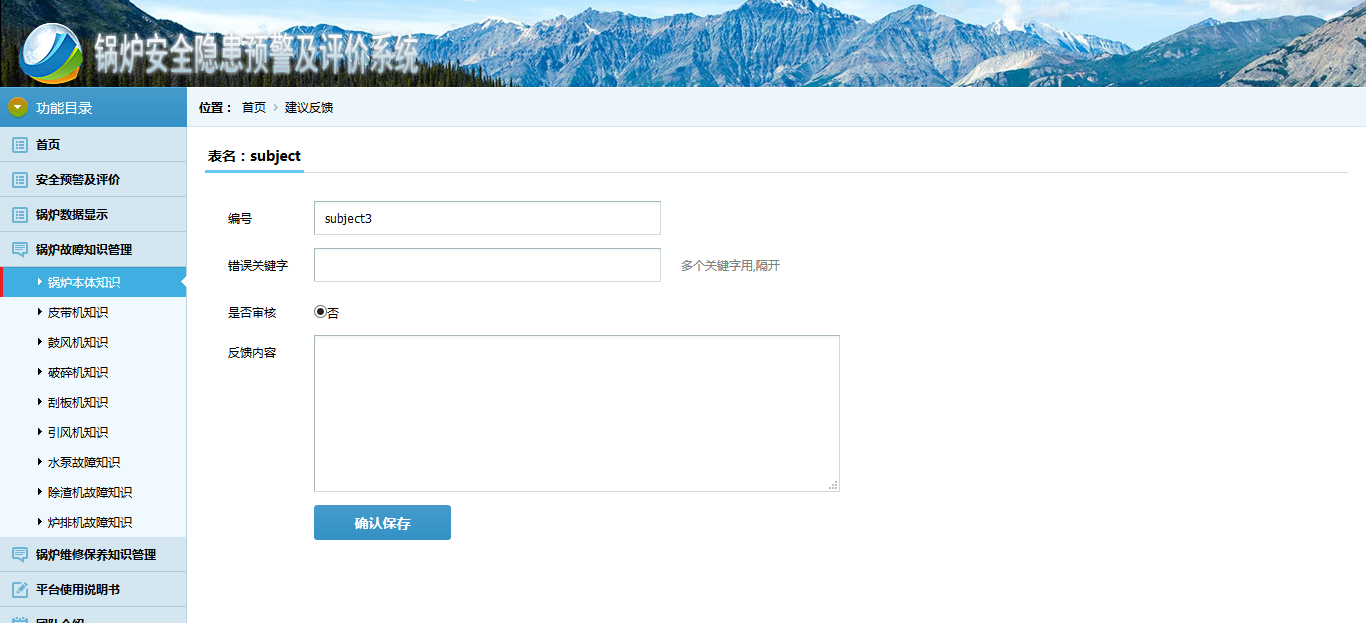 锅炉安全隐患预警及评价系统
功能目录
位置： 首页 › 建议反馈
首页
安全预警及评价
锅炉数据显示
锅炉故障知识管理
锅炉本体知识
皮带机知识
鼓风机知识
破碎机知识
刮板机知识
引风机知识
水泵故障知识
除渣机故障知识
炉排机故障知识
锅炉维修保养知识管理
平台使用说明书
团队介绍
表名：subject
编号 subject3
错误关键字 多个关键字用,隔开
是否审核 否
反馈内容
确认保存